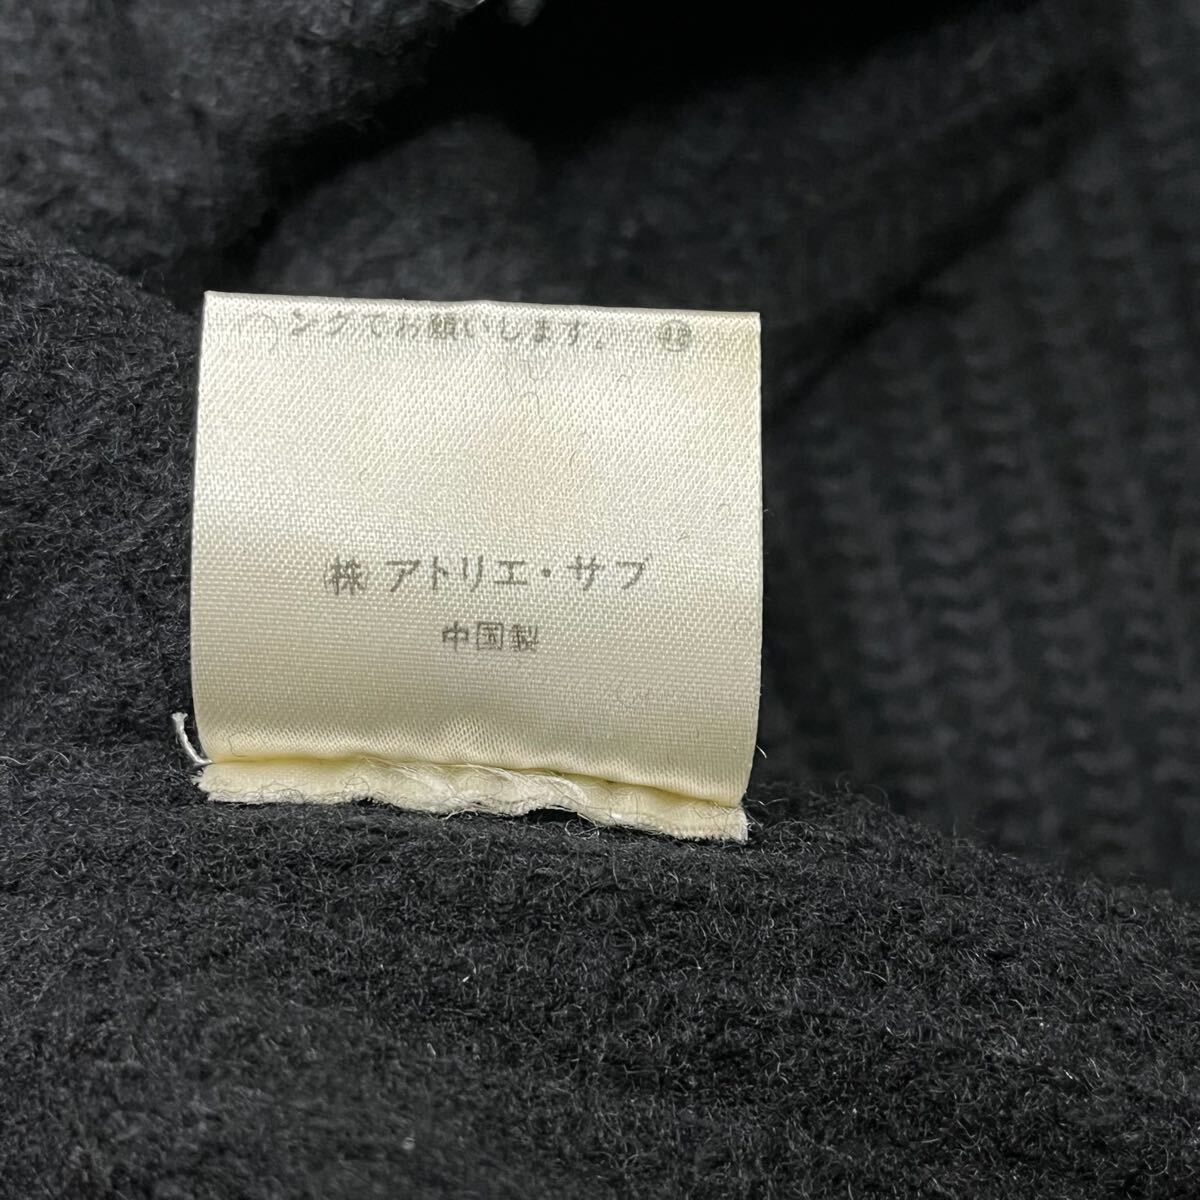 ングでお願いします。
(株)アトリエ・サブ
中国製